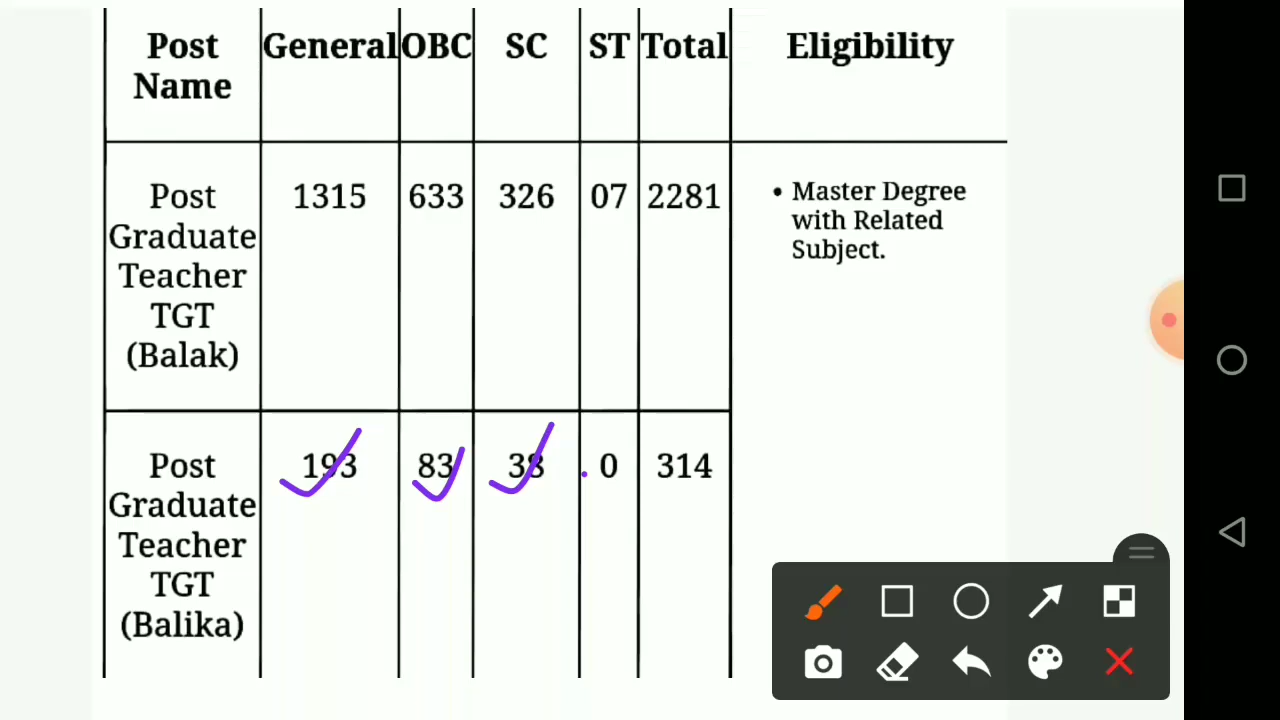 Post Name General OBC SC ST Total Eligibility
Post
Graduate
Teacher
TGT
(Balak)
1315 633 326 07 2281
• Master Degree
with Related
Subject.
Post
Graduate
Teacher
TGT
(Balika)
193 83 38 0 314